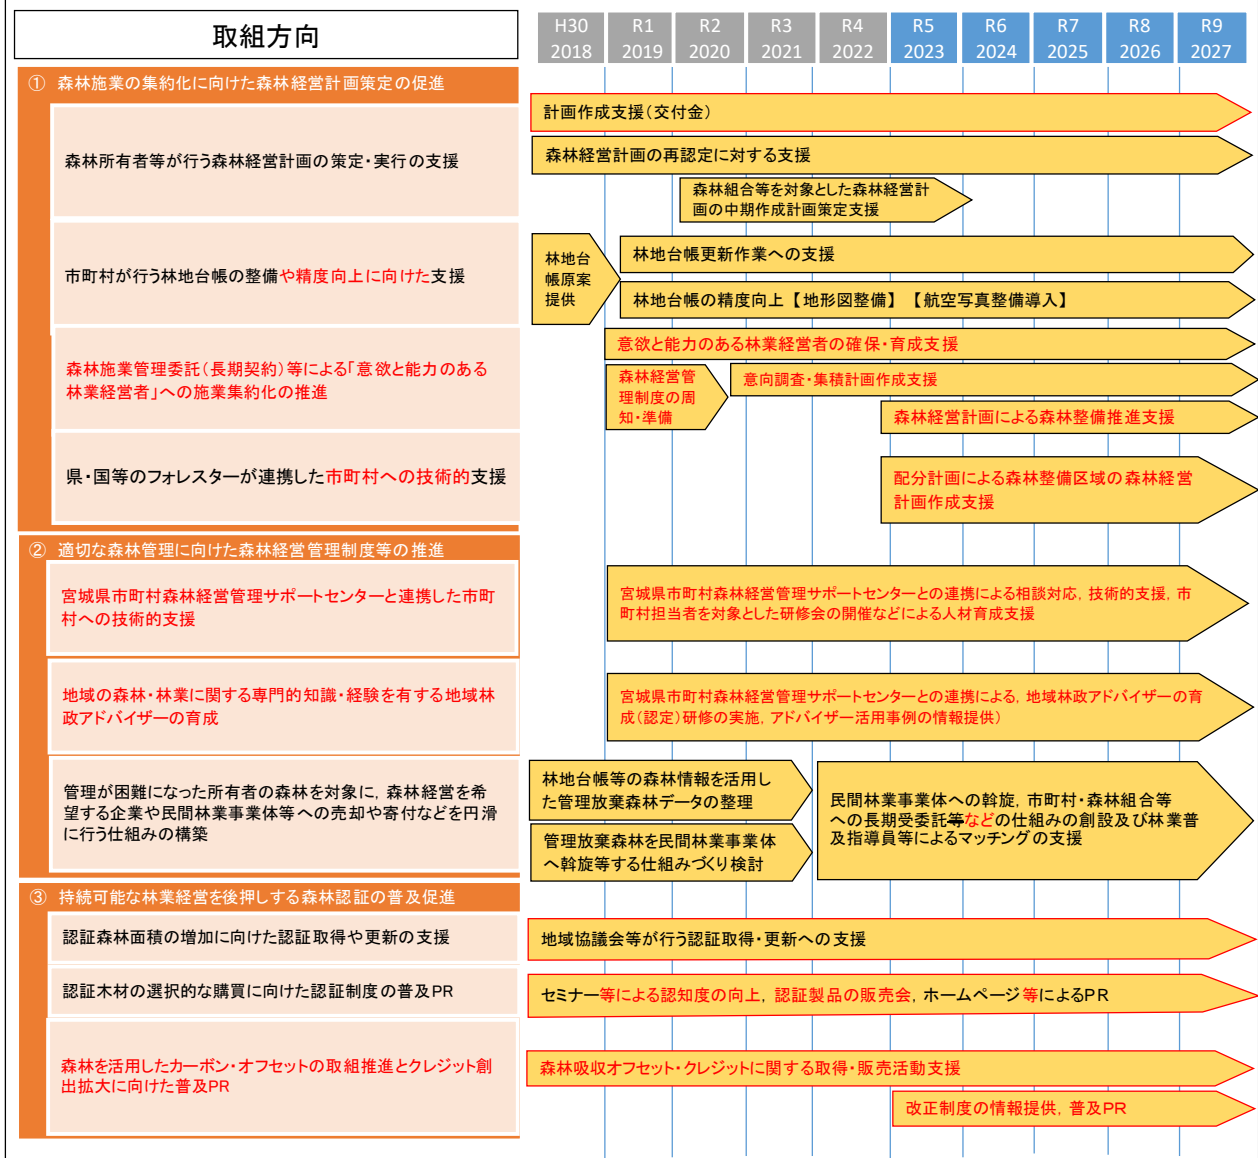 取組方向
H30 R1 R2 R3 R4 R5 R6 R7 R8 R9
2018 2019 2020 2021 2022 2023 2024 2025 2026 2027
① 森林施業の集約化に向けた森林経営計画策定の促進
森林所有者等が行う森林経営計画の策定・実行の支援
計画作成支援(交付金)
森林経営計画の再認定に対する支援
森林組合等を対象とした森林経営計
画の中期作成計画策定支援
市町村が行う林地台帳の整備や精度向上に向けた支援
林地台
帳原案
提供
林地台帳更新作業への支援
林地台帳の精度向上【地形図整備】 【航空写真整備導入】
森林施業管理委託(長期契約)等による「意欲と能力のある
林業経営者」への施業集約化の推進
意欲と能力のある林業経営者の確保・育成支援
森林経営管
理制度の周
知・準備
意向調査・集積計画作成支援
森林経営計画による森林整備推進支援
県・国等のフォレスターが連携した市町村への技術的支援
配分計画による森林整備区域の森林経営
計画作成支援
② 適切な森林管理に向けた森林経営管理制度等の推進
宮城県市町村森林経営管理サポートセンターと連携した市町
村への技術的支援
宮城県市町村森林経営管理サポートセンターとの連携による相談対応,技術的支援,市
町村担当者を対象とした研修会の開催などによる人材育成支援
地域の森林・林業に関する専門的知識・経験を有する地域林
政アドバイザーの育成
宮城県市町村森林経営管理サポートセンターとの連携による,地域林政アドバイザーの育
成(認定)研修の実施,アドバイザー活用事例の情報提供)
管理が困難になった所有者の森林を対象に,森林経営を希
望する企業や民間林業事業体等への売却や寄付などを円滑
に行う仕組みの構築
林地台帳等の森林情報を活用し
た管理放棄森林データの整理
管理放棄森林を民間林業事業体
へ斡旋等する仕組みづくり検討
民間林業事業体への斡旋,市町村・森林組合等
への長期受委託等などの仕組みの創設及び林業普
及指導員等によるマッチングの支援
③ 持続可能な林業経営を後押しする森林認証の普及促進
認証森林面積の増加に向けた認証取得や更新の支援
地域協議会等が行う認証取得・更新への支援
認証木材の選択的な購買に向けた認証制度の普及PR
セミナー等による認知度の向上,認証製品の販売会,ホームページ等によるPR
森林を活用したカーボン・オフセットの取組推進とクレジット創
出拡大に向けた普及PR
森林吸収オフセット・クレジットに関する取得・販売活動支援
改正制度の情報提供,普及PR